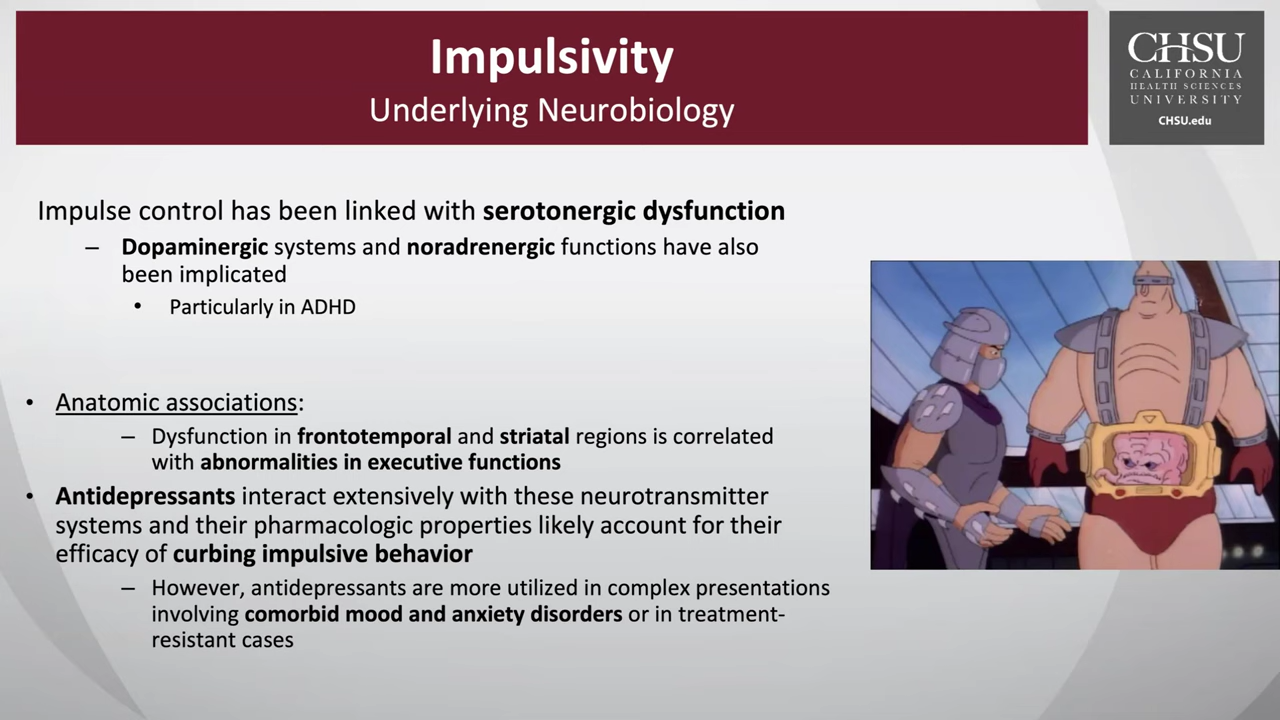 Impulsivity
Underlying Neurobiology
CHSU
CALIFORNIA
HEALTH SCIENCES
UNIVERSITY
CHSU.edu
Impulse control has been linked with serotonergic dysfunction
– Dopaminergic systems and noradrenergic functions have also
been implicated
• Particularly in ADHD
• Anatomic associations:
– Dysfunction in frontotemporal and striatal regions is correlated
with abnormalities in executive functions
• Antidepressants interact extensively with these neurotransmitter
systems and their pharmacologic properties likely account for their
efficacy of curbing impulsive behavior
– However, antidepressants are more utilized in complex presentations
involving comorbid mood and anxiety disorders or in treatment-
resistant cases